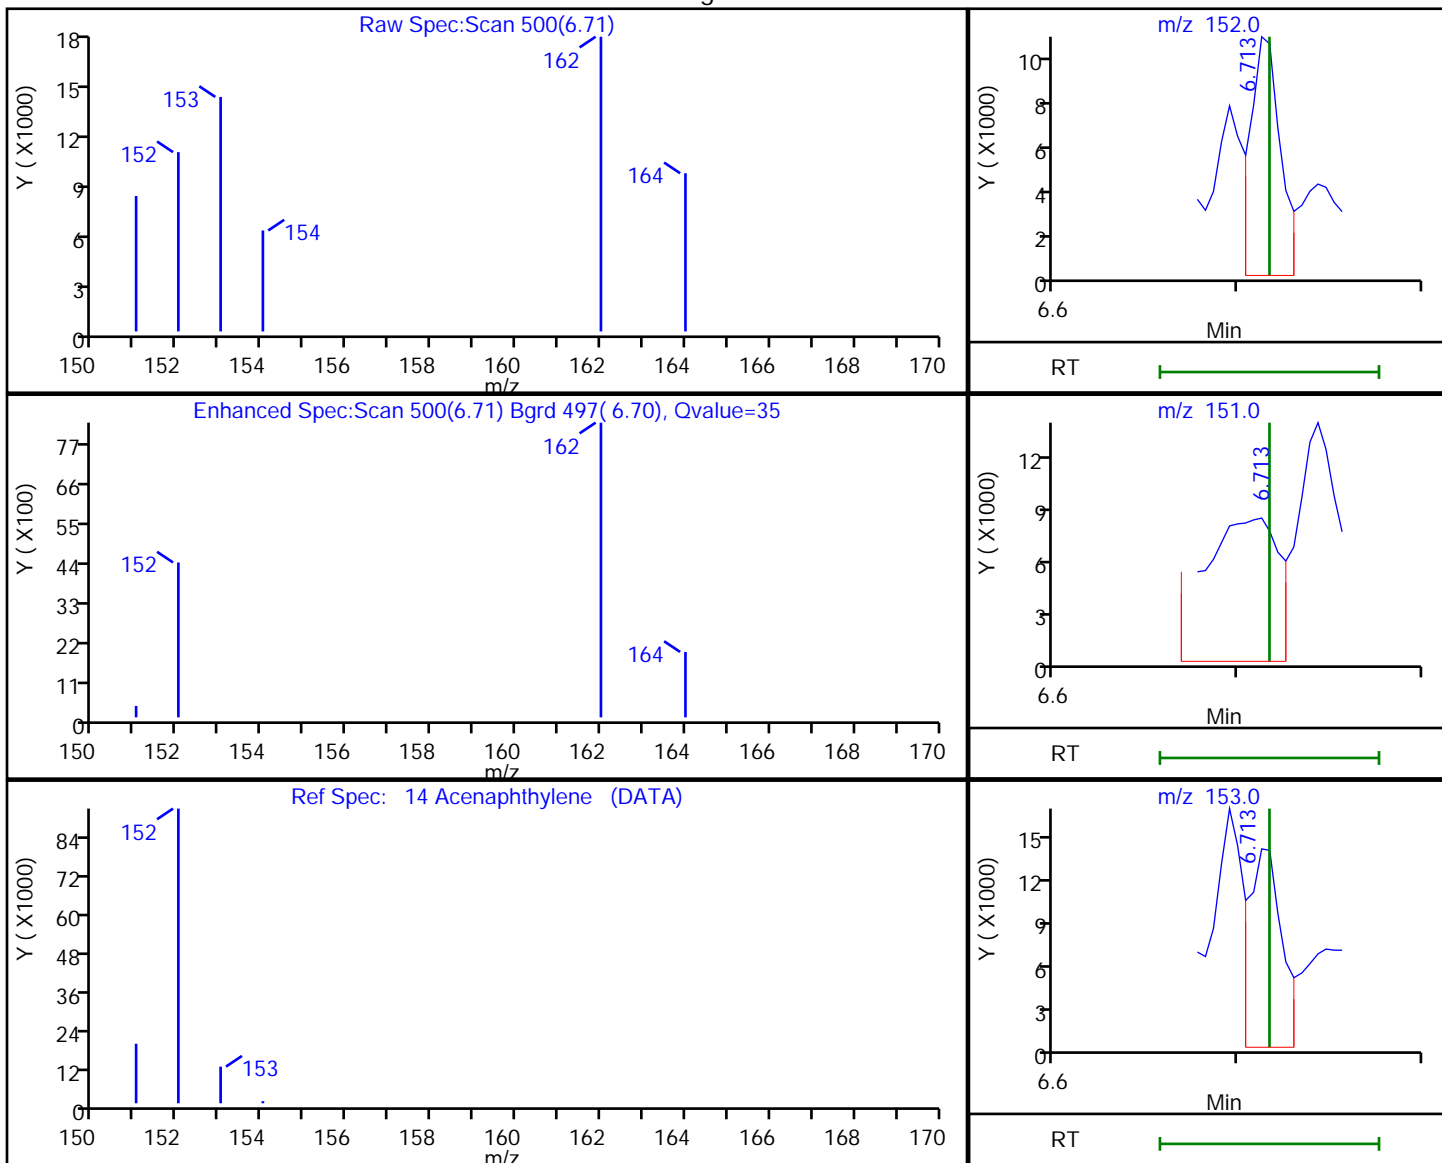 Raw Spec:Scan 500(6.71)
Y ( X1000)
18
15
12
9
6
3
0
152
153
154
162
164
150 152 154 156 158 160 162 164 166 168 170
m/z
m/z 152.0
Y ( X1000)
10
8
6
4
2
0
6.713
6.6
Min
RT
Enhanced Spec:Scan 500(6.71) Bgrd 497( 6.70), Qvalue=35
Y ( X100)
77
66
55
44
33
22
11
0
152
162
164
150 152 154 156 158 160 162 164 166 168 170
m/z
m/z 151.0
Y ( X1000)
12
9
6
3
0
6.713
6.6
Min
RT
Ref Spec: 14 Acenaphthylene (DATA)
Y ( X1000)
84
72
60
48
36
24
12
0
152
153
150 152 154 156 158 160 162 164 166 168 170
m/z
m/z 153.0
Y ( X1000)
15
12
9
6
3
0
6.713
6.6
Min
RT